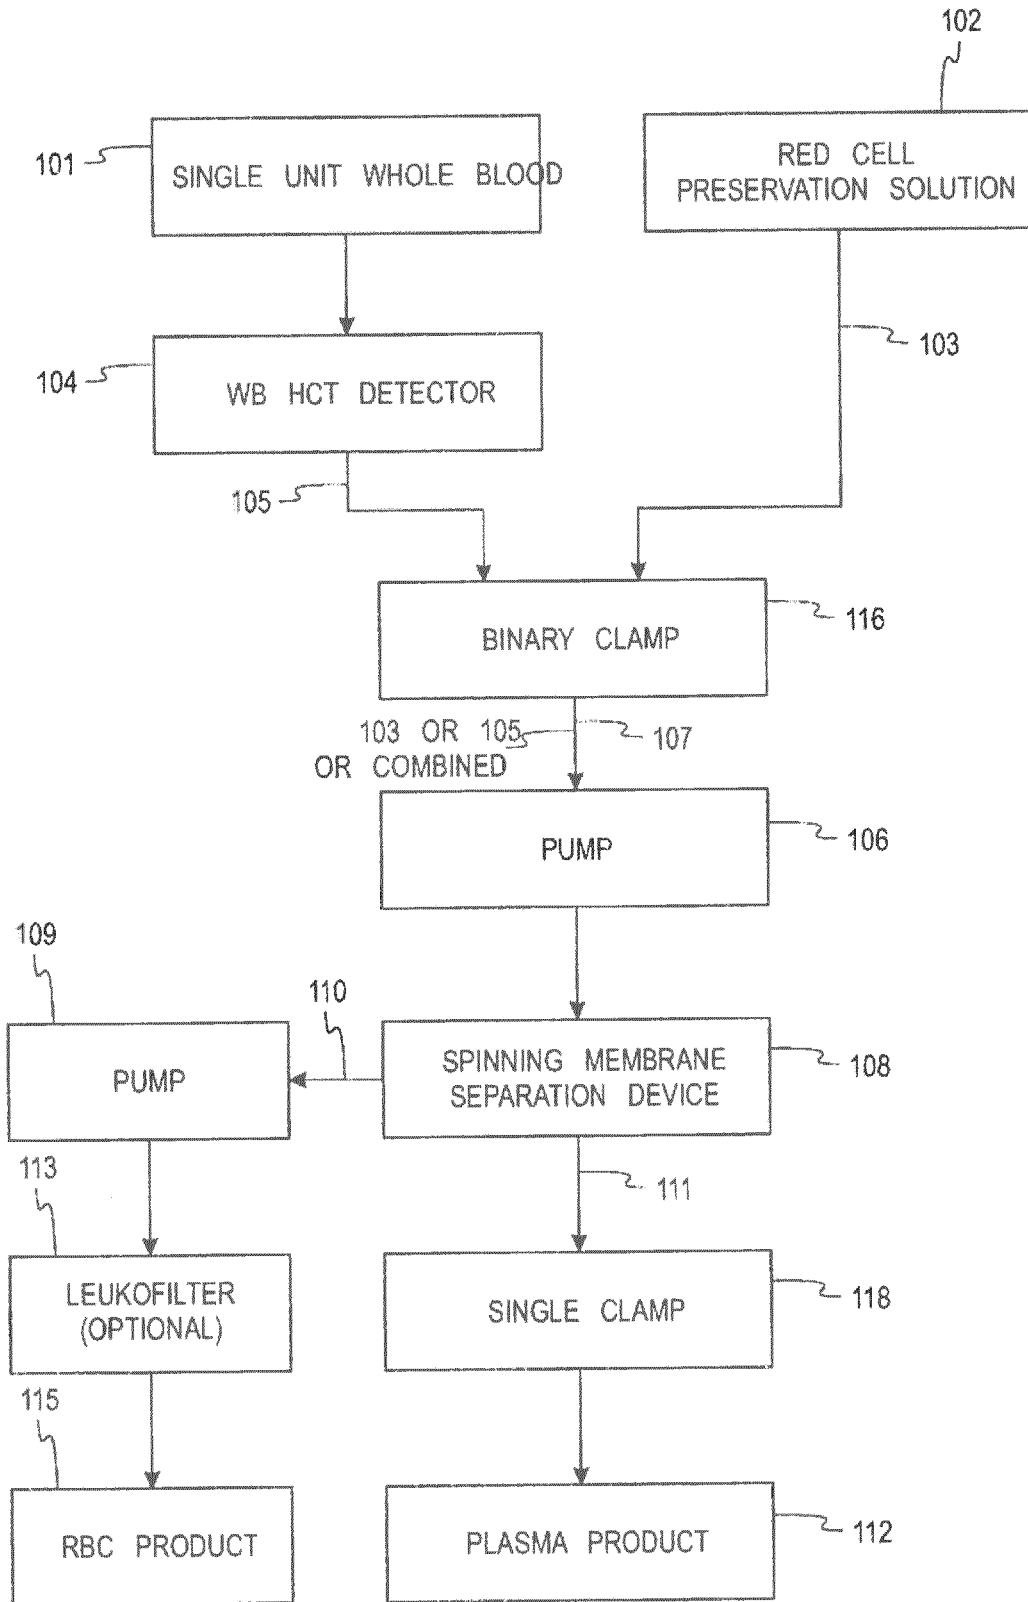 102
101
SINGLE UNIT WHOLE BLOOD
RED CELL
PRESERVATION SOLUTION
103
104
WB HCT DETECTOR
105
BINARY CLAMP
116
103 OR 105
OR COMBINED
107
PUMP
106
109
110
PUMP
SPINNING MEMBRANE
SEPARATION DEVICE
108
113
111
LEUKOFILTER
(OPTIONAL)
SINGLE CLAMP
118
115
RBC PRODUCT
PLASMA PRODUCT
112